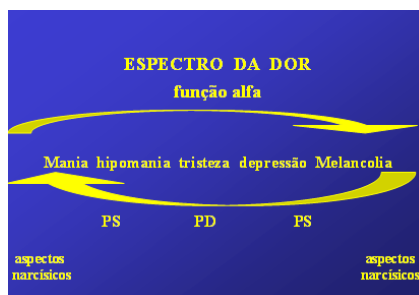 ESPECTRO DA DOR
função alfa
Mania hipomania tristeza depressão Melancolia
PS PD PS
aspectos narcísicos
aspectos narcísicos